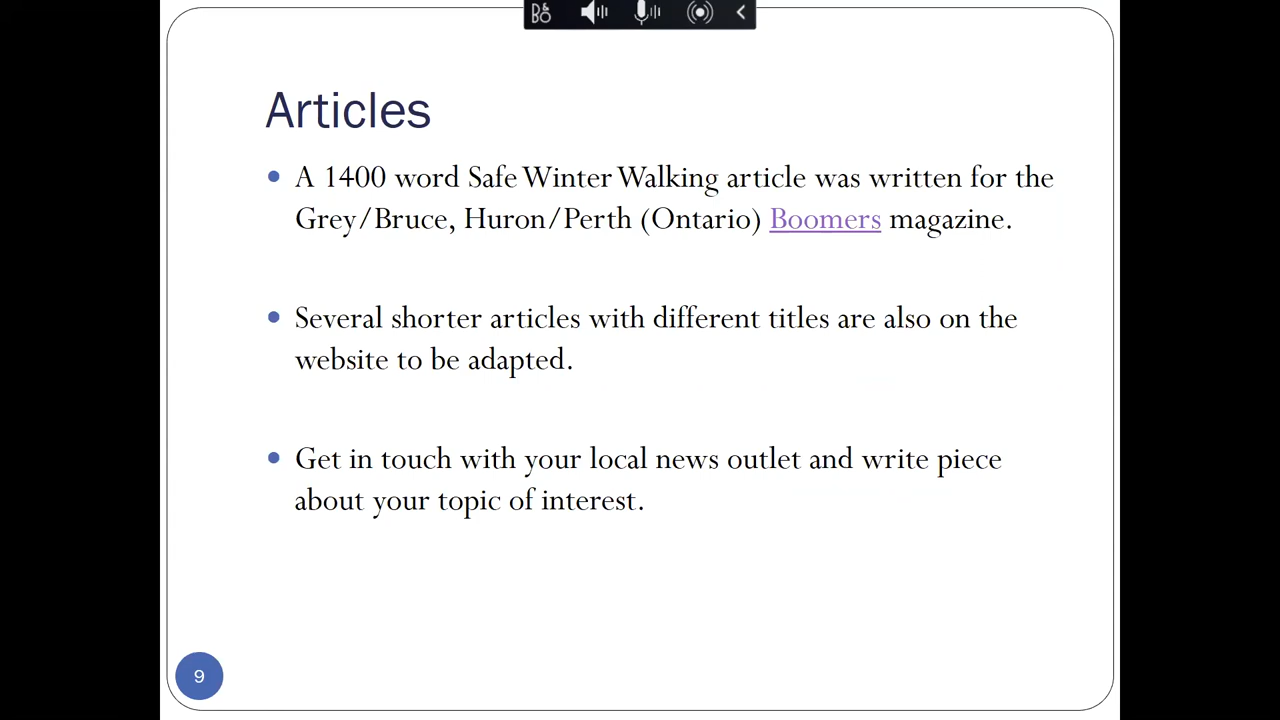 B&O
Articles
• A 1400 word Safe Winter Walking article was written for the
Grey/Bruce, Huron/Perth (Ontario) Boomers magazine.
• Several shorter articles with different titles are also on the
website to be adapted.
• Get in touch with your local news outlet and write piece
about your topic of interest.
9